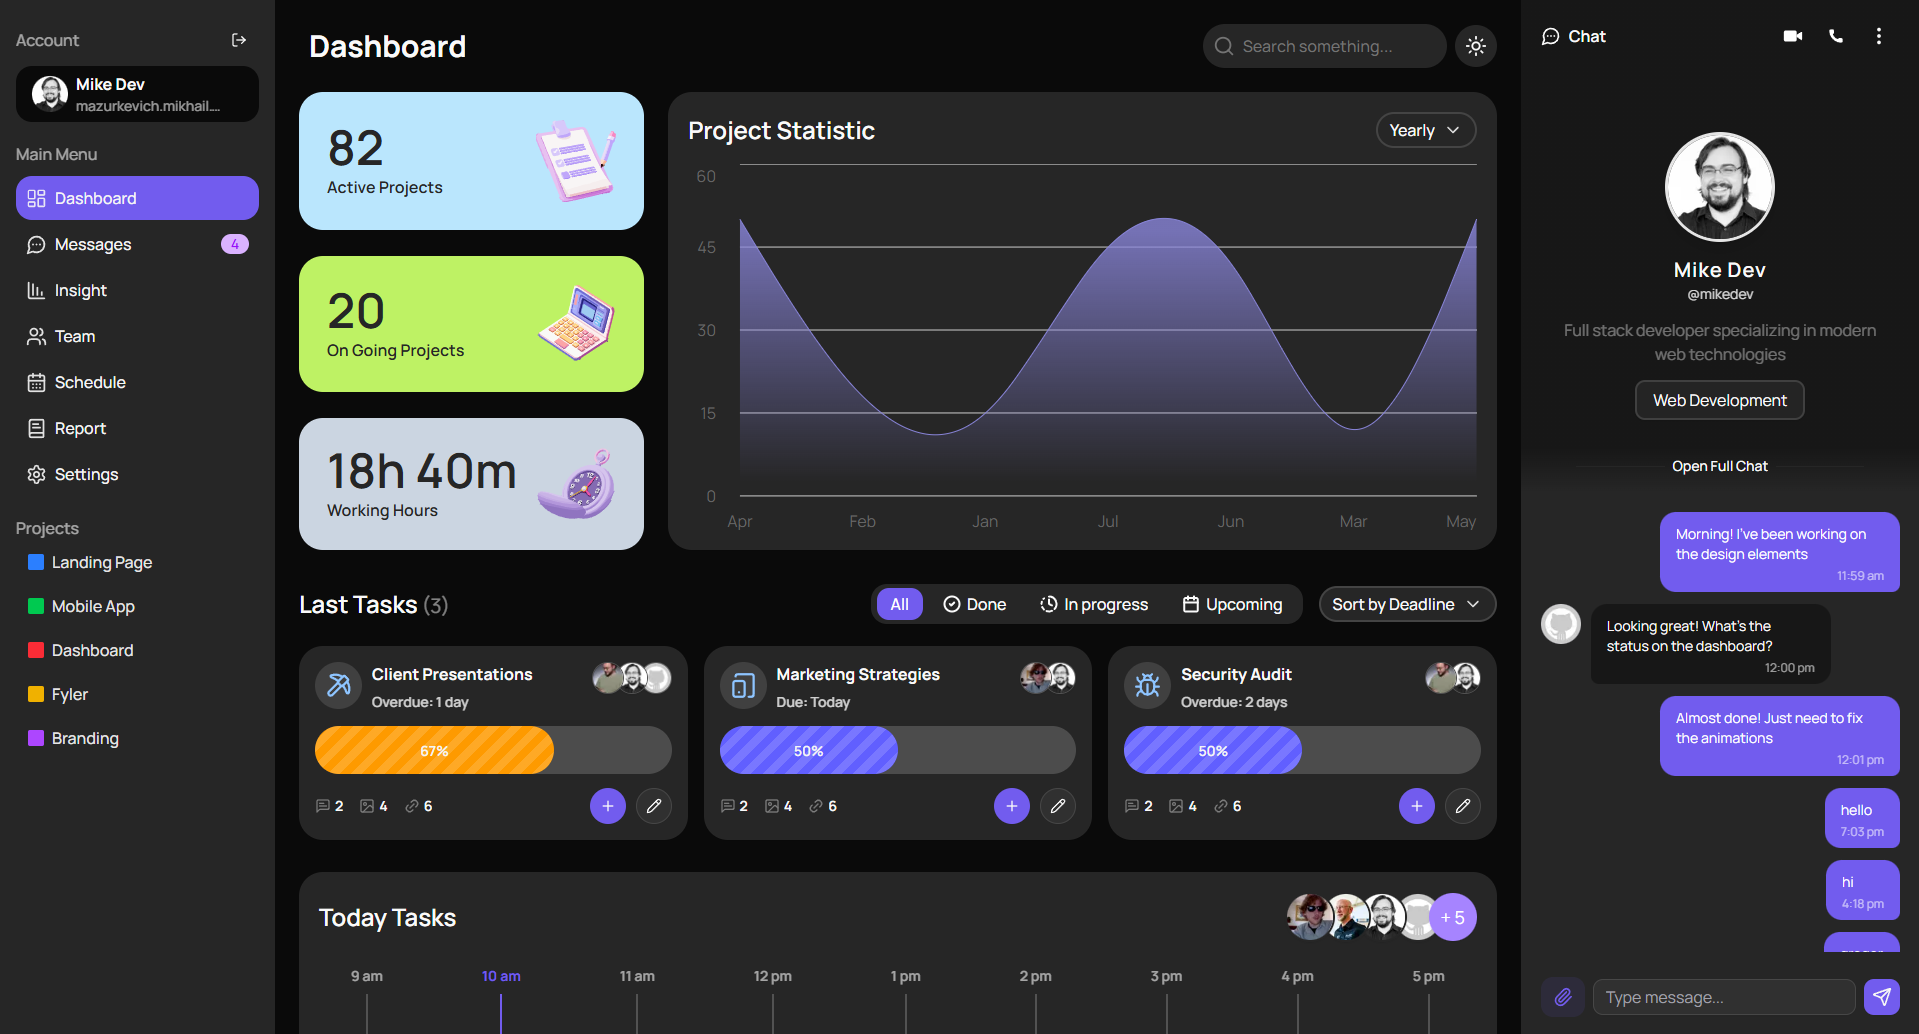 Account
Mike Dev
mazurkevich.mikhail....
Main Menu
Dashboard
Messages
4
Insight
Team
Schedule
Report
Settings
Projects
Landing Page
Mobile App
Dashboard
Fyler
Branding
Dashboard
Search something...
82
Active Projects
20
On Going Projects
18h 40m
Working Hours
Project Statistic
Yearly
60
45
30
15
0
Apr
Feb
Jan
Jul
Jun
Mar
May
Last Tasks (3)
All
Done
In progress
Upcoming
Sort by Deadline
Client Presentations
Overdue: 1 day
67%
2
4
6
Marketing Strategies
Due: Today
50%
2
4
6
Security Audit
Overdue: 2 days
50%
2
4
6
Today Tasks
+ 5
9 am
10 am
11 am
12 pm
1 pm
2 pm
3 pm
4 pm
5 pm
Chat
Mike Dev
@mikedev
Full stack developer specializing in modern
web technologies
Web Development
Open Full Chat
Morning! I've been working on
the design elements
11:59 am
Looking great! What's the
status on the dashboard?
12:00 pm
Almost done! Just need to fix
the animations
12:01 pm
hello
7:03 pm
hi
4:18 pm
Type message...